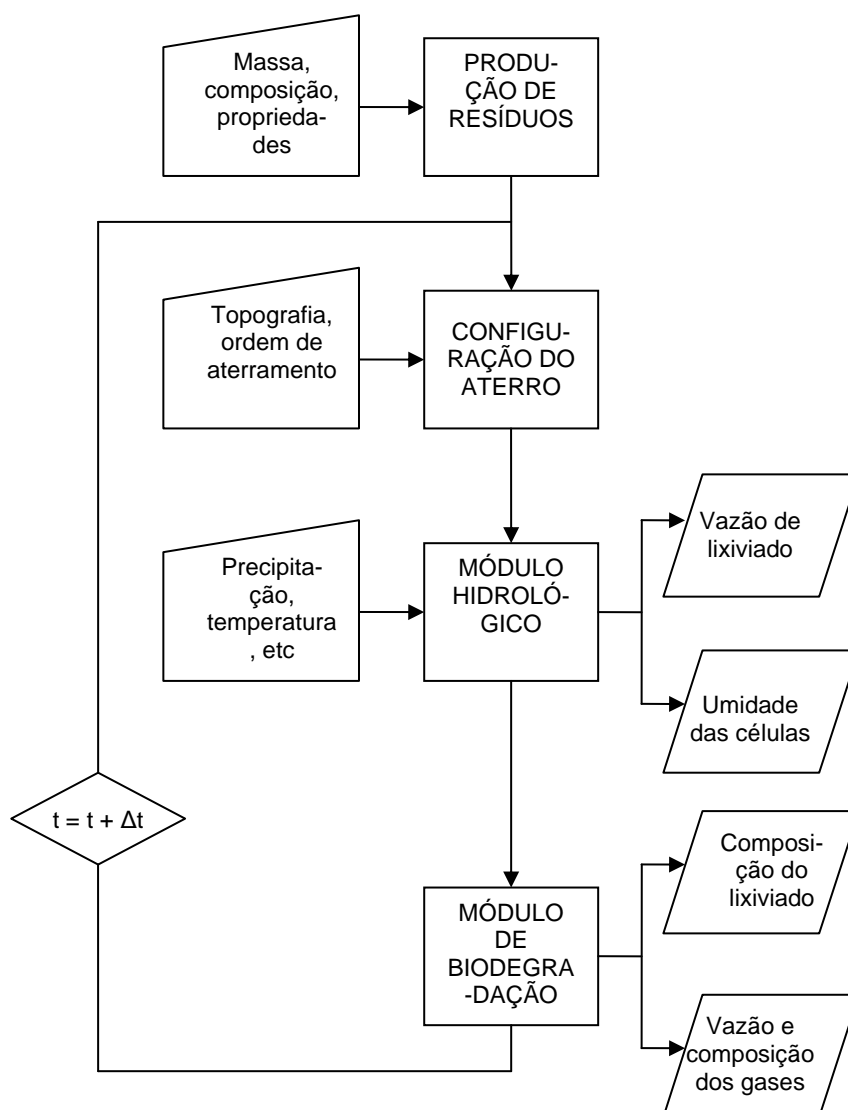 Massa,
composição,
proprieda-
des
PRODU-
ÇÃO DE
RESÍDUOS
Topografia,
ordem de
aterramento
CONFIGU-
RAÇÃO DO
ATERRO
Precipita-
ção,
temperatura
, etc
MÓDULO
HIDROLÓ-
GICO
Vazão de
lixiviado
Umidade
das células
t = t + Δt
MÓDULO
DE
BIODEGRA
-DAÇÃO
Composi-
ção do
lixiviado
Vazão e
composição
dos gases